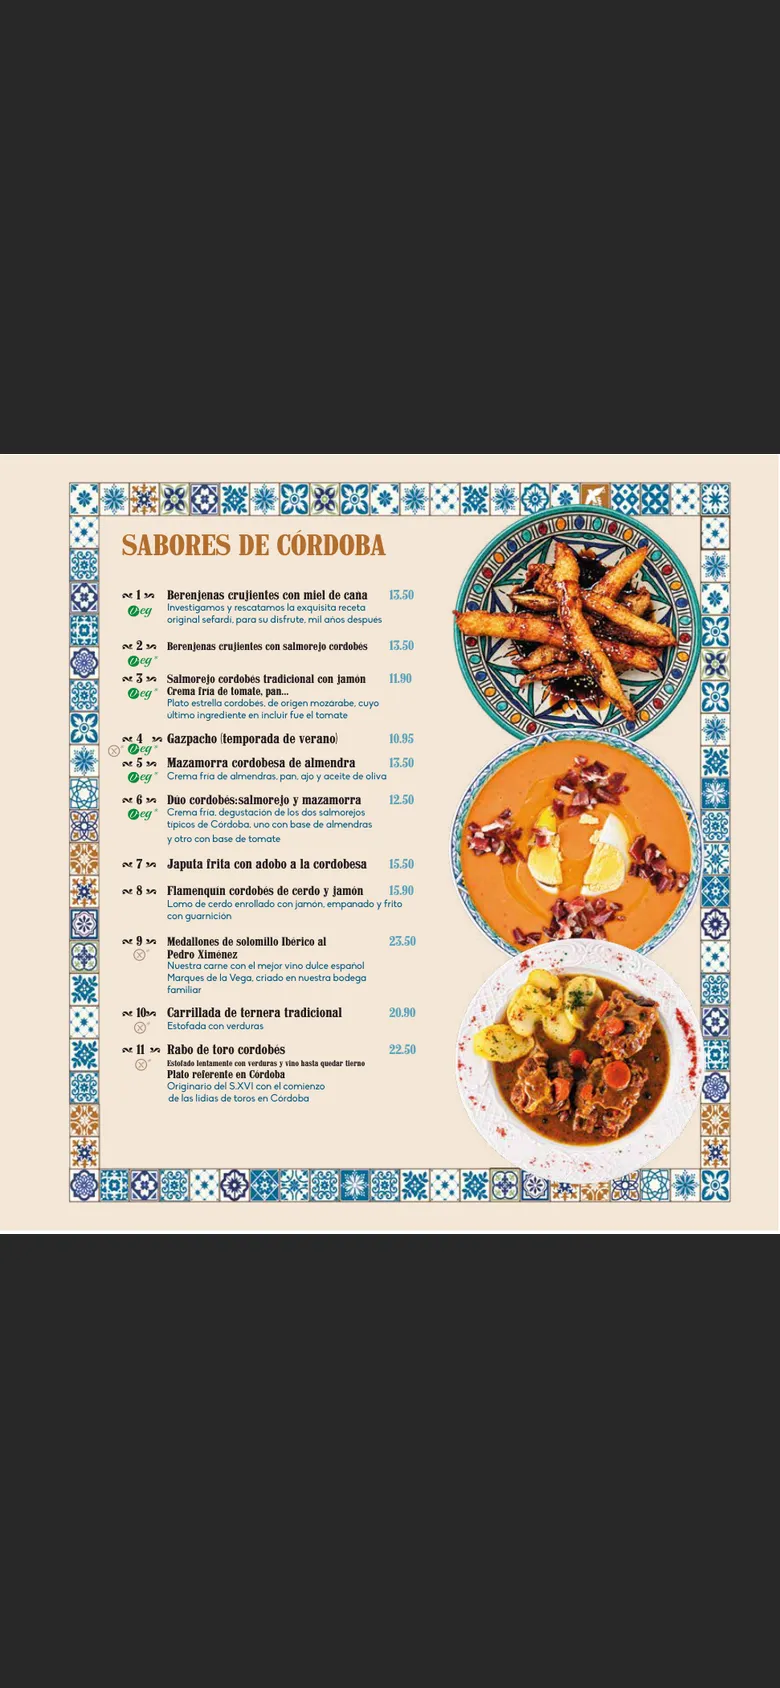 SABORES DE CÓRDOBA
1 Berenjenas crujientes con miel de caña 13.50
Veg Investigamos y rescatamos la exquisita receta
original sefardí, para su disfrute, mil años después
2 Berenjenas crujientes con salmorejo cordobés 13.50
Veg*
3 Salmorejo cordobés tradicional con jamón 11.90
Veg* Crema fría de tomate, pan...
Plato estrella cordobés, de origen mozárabe, cuyo
último ingrediente en incluir fue el tomate
4 Gazpacho (temporada de verano) 10.95
Veg*
5 Mazamorra cordobesa de almendra 13.50
Veg* Crema fría de almendras, pan, ajo y aceite de oliva
6 Dúo cordobés:salmorejo y mazamorra 12.50
Veg* Crema fría, degustación de los dos salmorejos
típicos de Córdoba, uno con base de almendras
y otro con base de tomate
7 Japuta frita con adobo a la cordobesa 15.50
8 Flamenquín cordobés de cerdo y jamón 15.90
Lomo de cerdo enrollado con jamón, empanado y frito
con guarnición
9 Medallones de solomillo Ibérico al 23.50
Pedro Ximénez
Nuestra carne con el mejor vino dulce español
Marques de la Vega, criado en nuestra bodega
familiar
10 Carrillada de ternera tradicional 20.90
Estofada con verduras
11 Rabo de toro cordobés 22.50
Estofado lentamente con verduras y vino hasta quedar tierno
Plato referente en Córdoba
Originario del S.XVI con el comienzo
de las lidias de toros en Córdoba